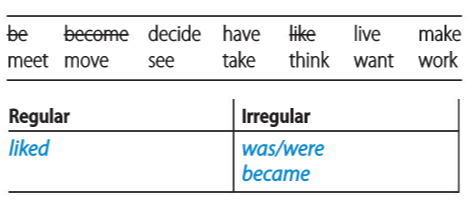 be become decide have like live make
meet move see take think want work
Regular Irregular
liked was/were
became